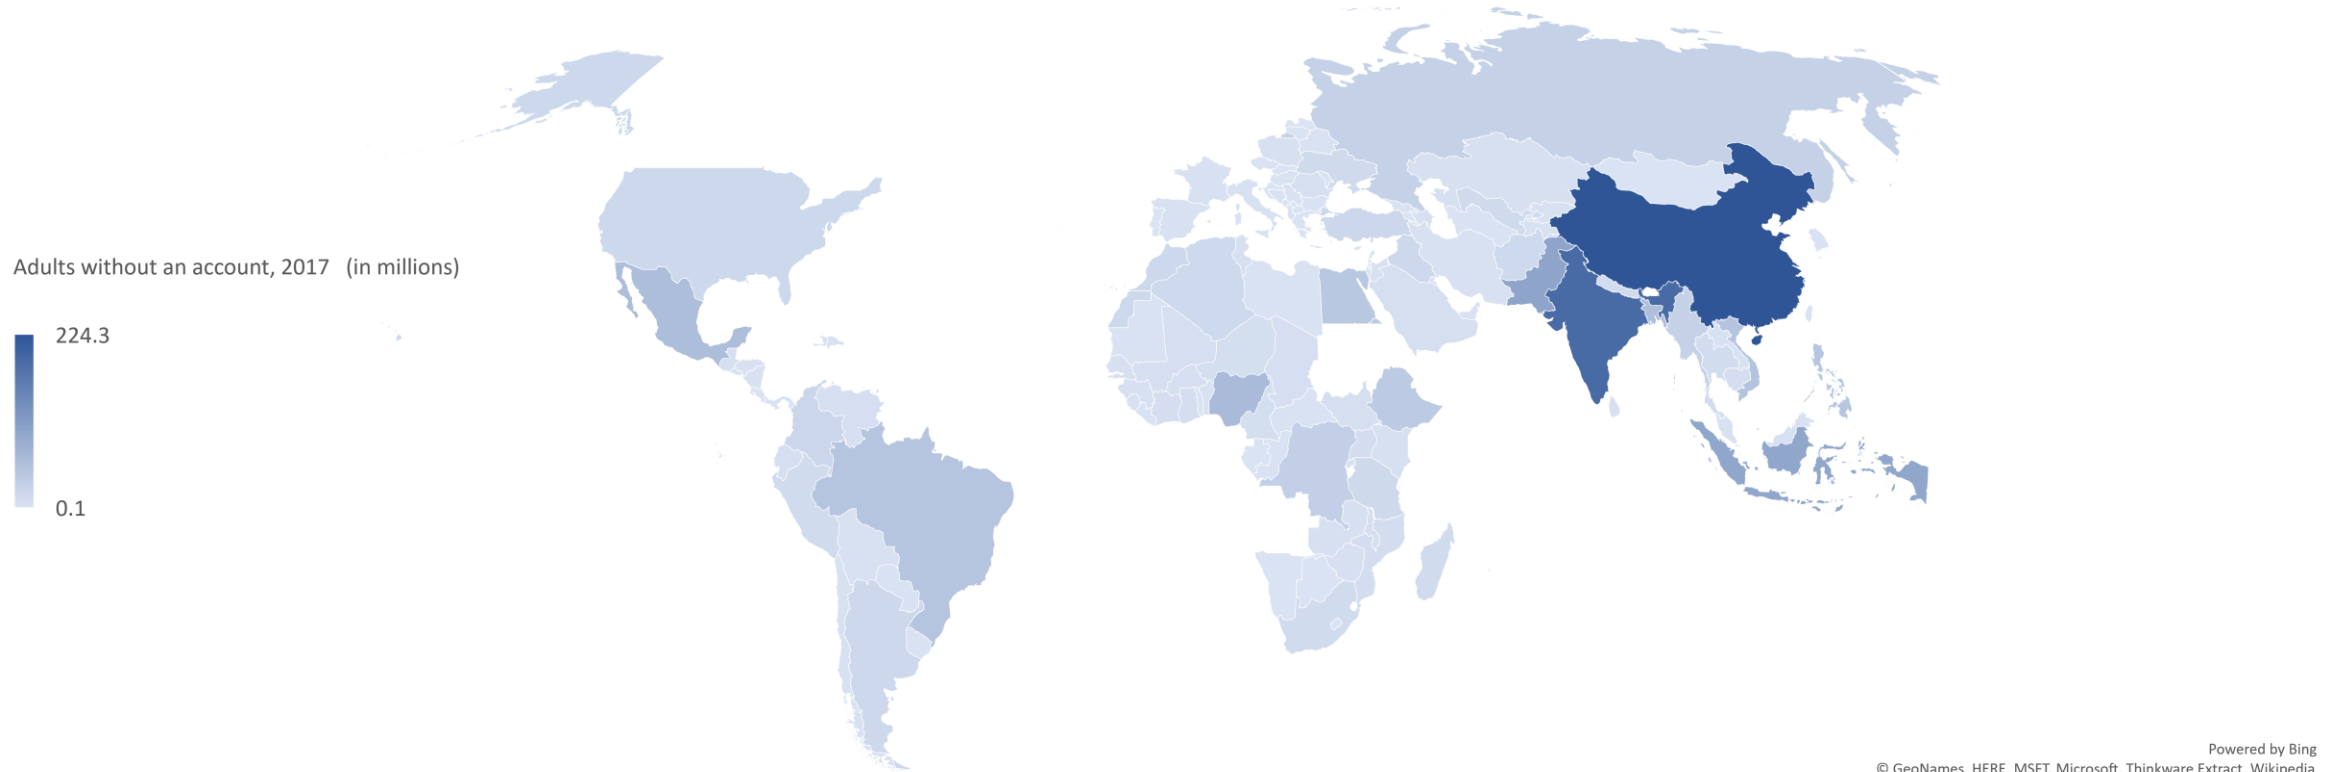 Adults without an account, 2017 (in millions)
224.3
0.1
Powered by Bing
© GeoNames, HERE, MSFT, Microsoft, Thinkware Extract, Wikipedia